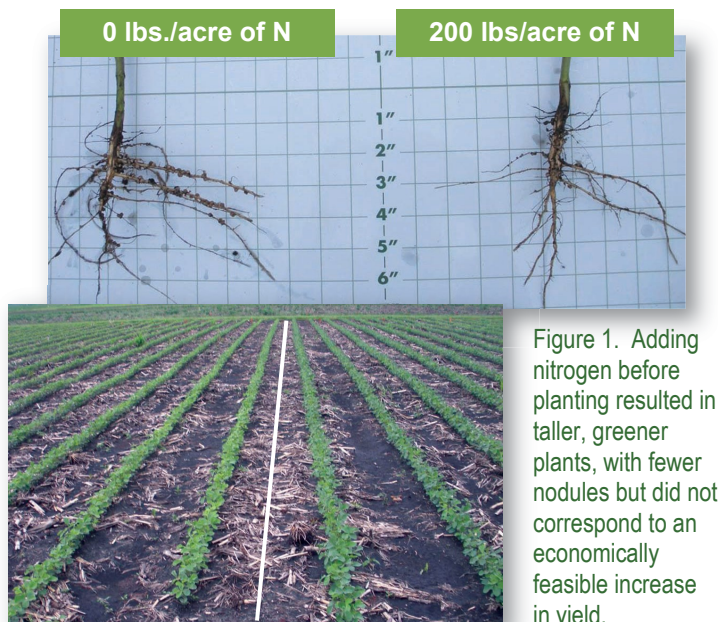 0 lbs./acre of N
200 lbs/acre of N
1"
1"
2"
3"
4"
5"
6"
Figure 1. Adding
nitrogen before
planting resulted in
taller, greener
plants, with fewer
nodules but did not
correspond to an
economically
feasible increase
in yield.